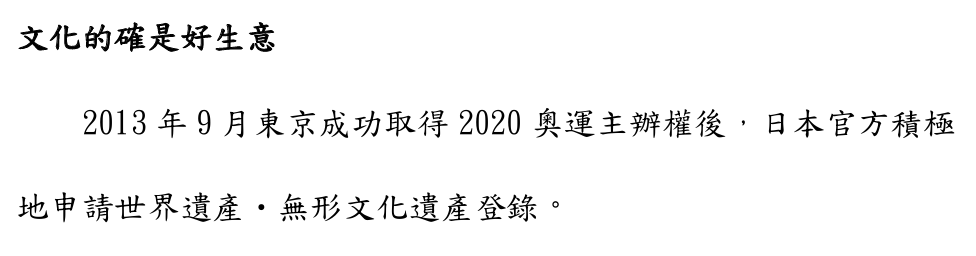 文化的確是好生意
2013 年 9 月東京成功取得 2020 奧運主辦權後，日本官方積極
地申請世界遺產・無形文化遺產登錄。